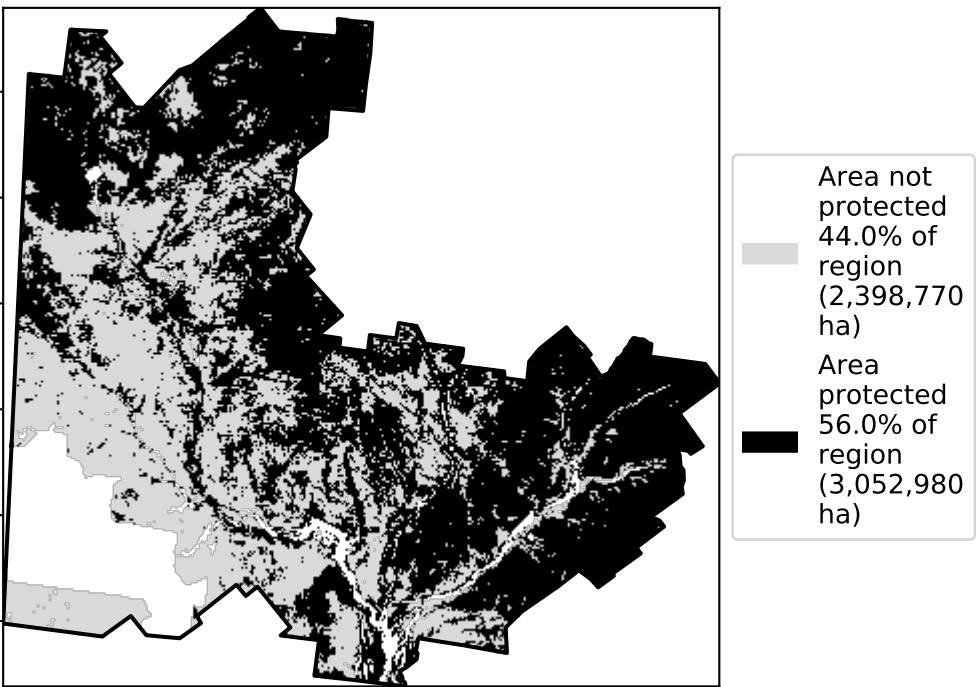 Area not
protected
44.0% of
region
(2,398,770
ha)
Area
protected
56.0% of
region
(3,052,980
ha)